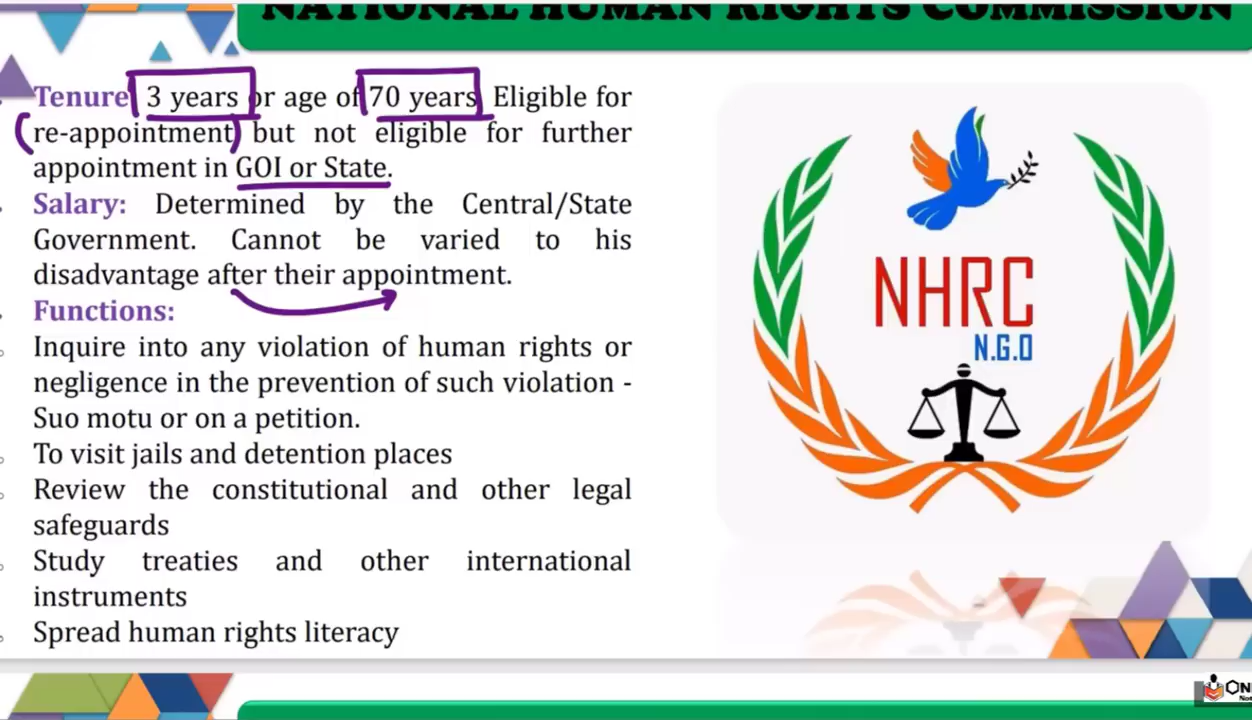 NATIONAL HUMAN RIGHTS COMMISSION
Tenure 3 years or age of 70 years Eligible for
re-appointment but not eligible for further
appointment in GOI or State.
Salary: Determined by the Central/State
Government. Cannot be varied to his
disadvantage after their appointment.
Functions:
Inquire into any violation of human rights or
negligence in the prevention of such violation -
Suo motu or on a petition.
To visit jails and detention places
Review the constitutional and other legal
safeguards
Study treaties and other international
instruments
Spread human rights literacy
NHRC
N.G.O